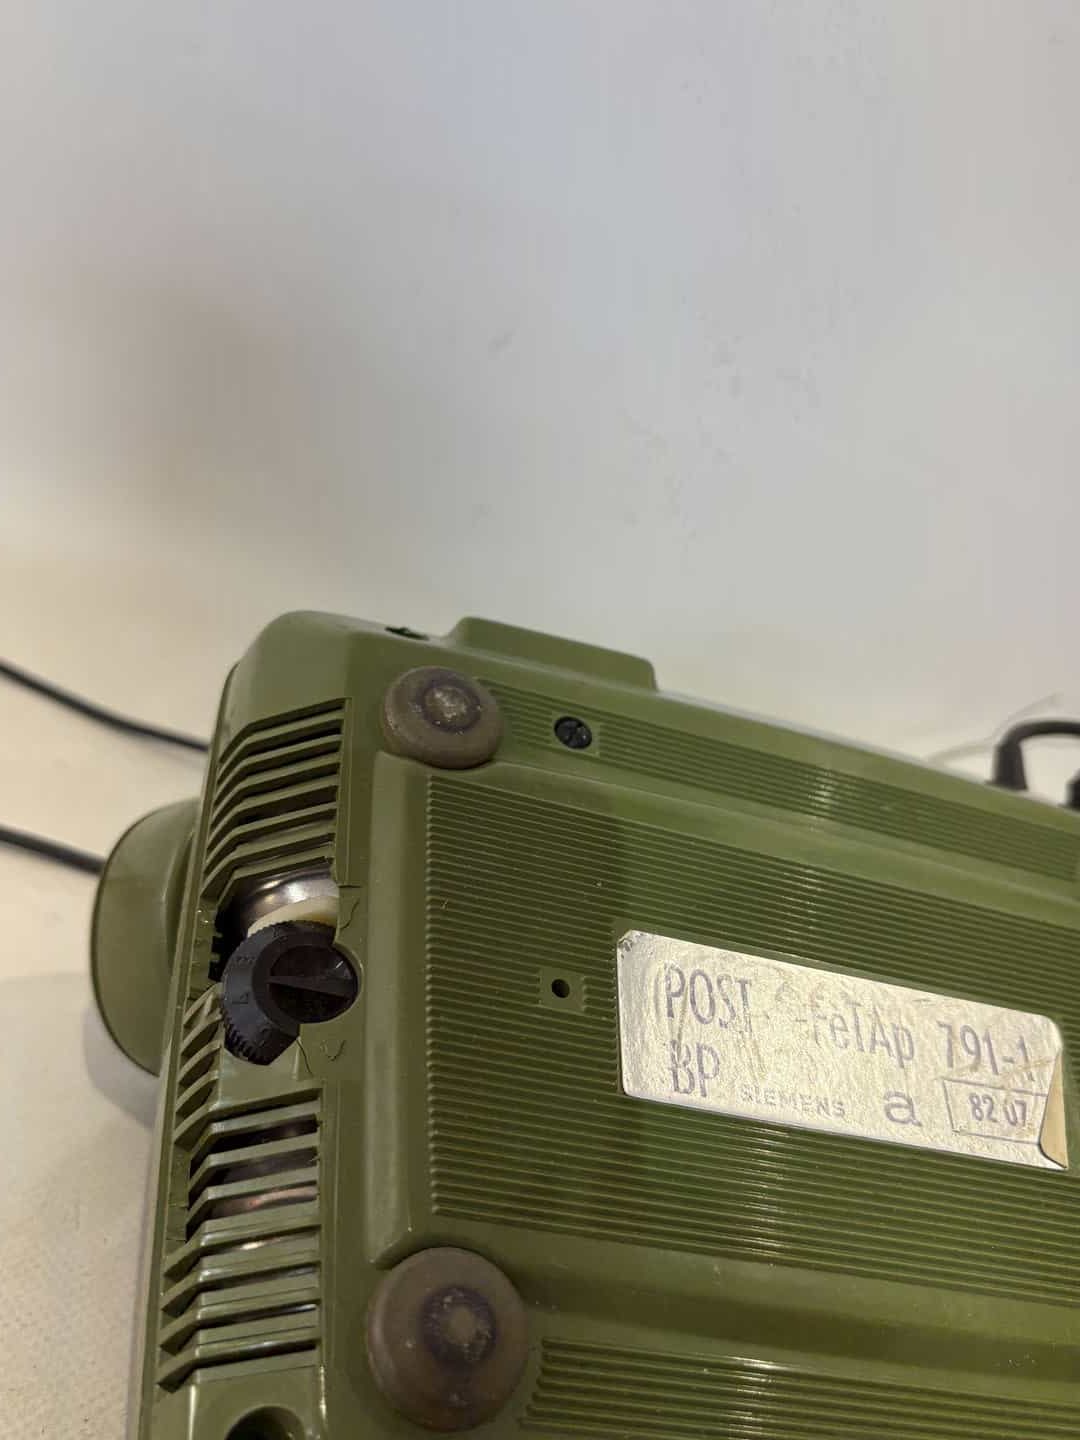 POST FeTAp 791-1
BP SIEMENS a 82 07